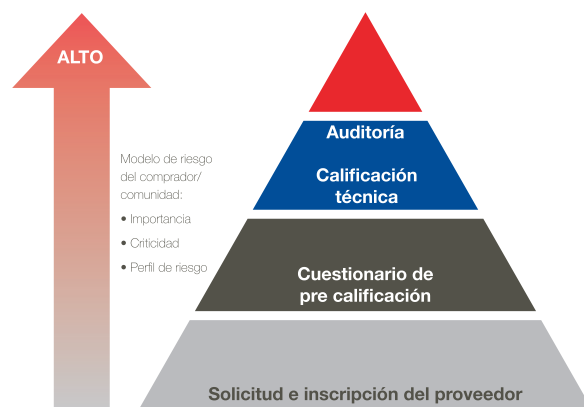 ALTO
Modelo de riesgo
del comprador/
comunidad:
• Importancia
• Criticidad
• Perfil de riesgo
Auditoría
Calificación
técnica
Cuestionario de
pre calificación
Solicitud e inscripción del proveedor